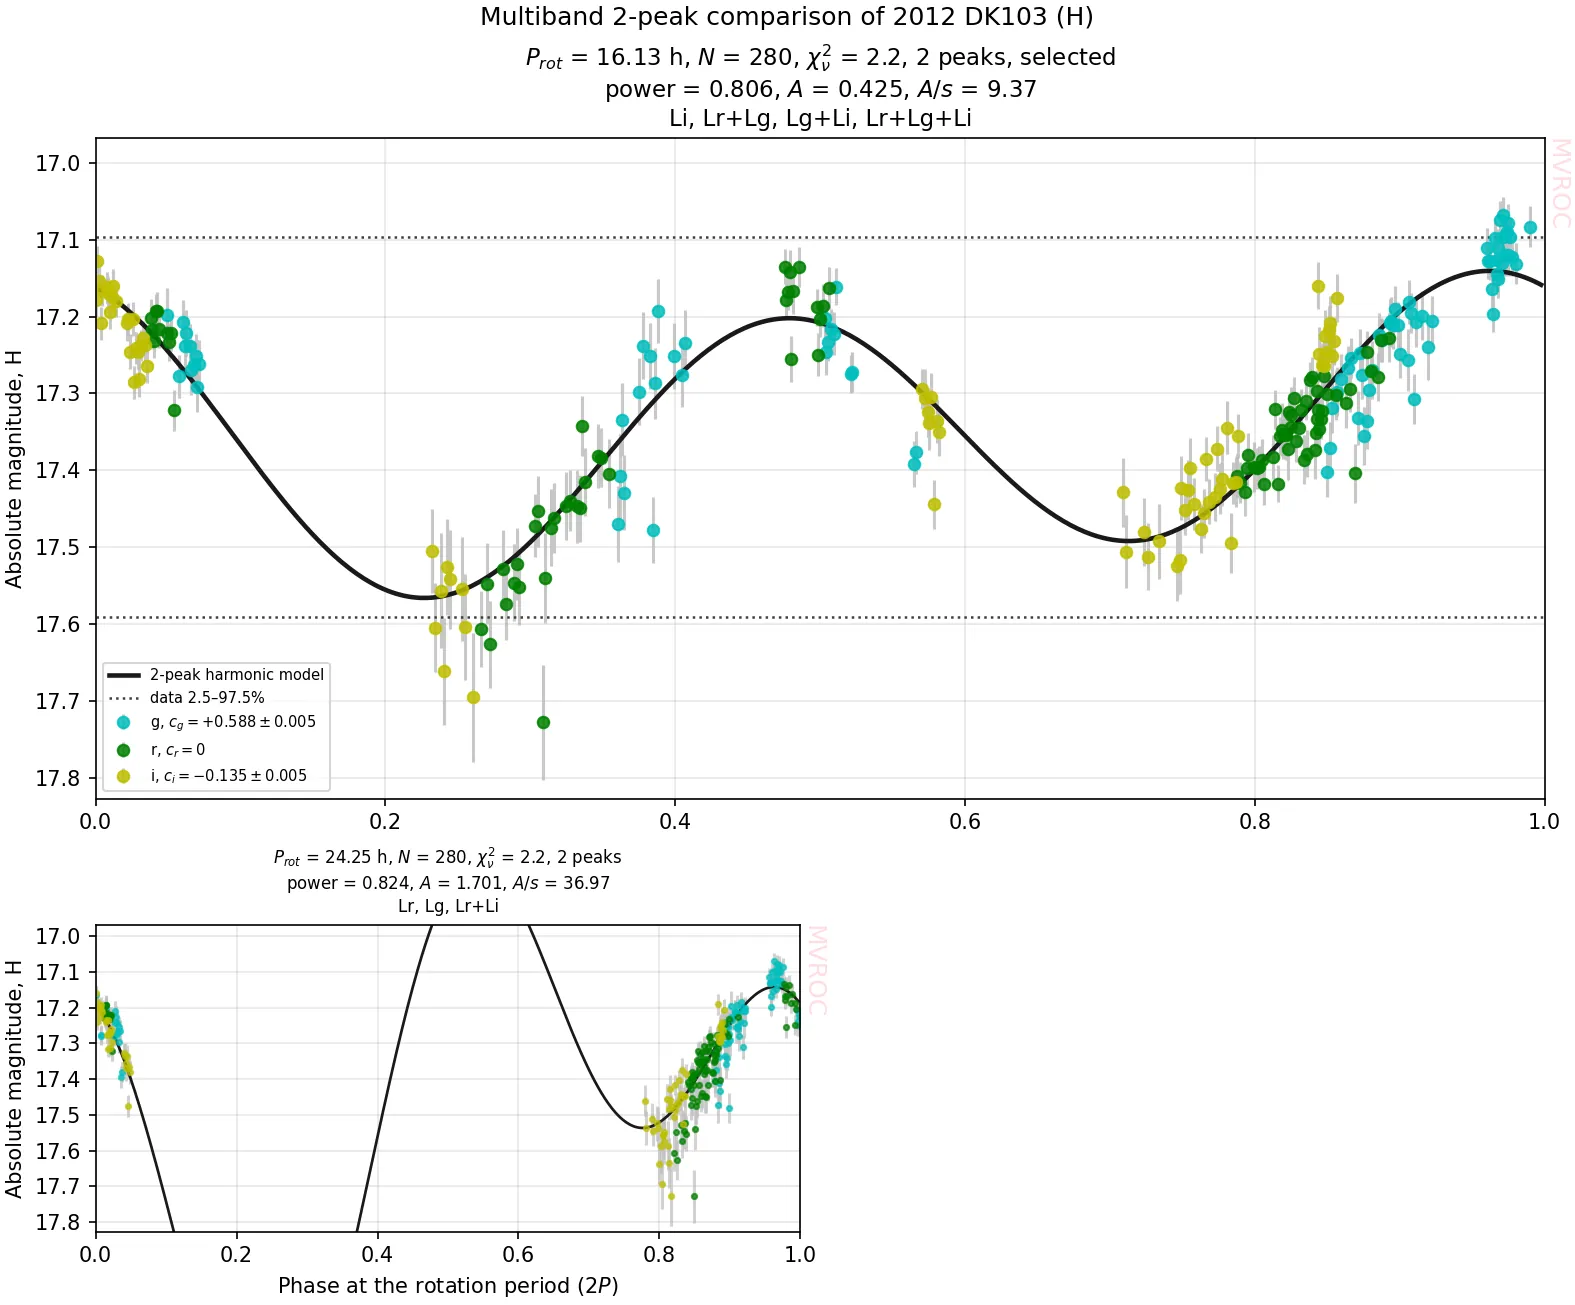 Multiband 2-peak comparison of 2012 DK103 (H)
P_rot = 16.13 h, N = 280, χ²_ν = 2.2, 2 peaks, selected
power = 0.806, A = 0.425, A/s = 9.37
Li, Lr+Lg, Lg+Li, Lr+Lg+Li
MVROC
Absolute magnitude, H
17.0
17.1
17.2
17.3
17.4
17.5
17.6
17.7
17.8
2-peak harmonic model
data 2.5–97.5%
g, c_g = +0.588 ± 0.005
r, c_r = 0
i, c_i = −0.135 ± 0.005
0.0 0.2 0.4 0.6 0.8 1.0
P_rot = 24.25 h, N = 280, χ²_ν = 2.2, 2 peaks
power = 0.824, A = 1.701, A/s = 36.97
Lr, Lg, Lr+Li
MVROC
Absolute magnitude, H
17.0
17.1
17.2
17.3
17.4
17.5
17.6
17.7
17.8
0.0 0.2 0.4 0.6 0.8 1.0
Phase at the rotation period (2P)